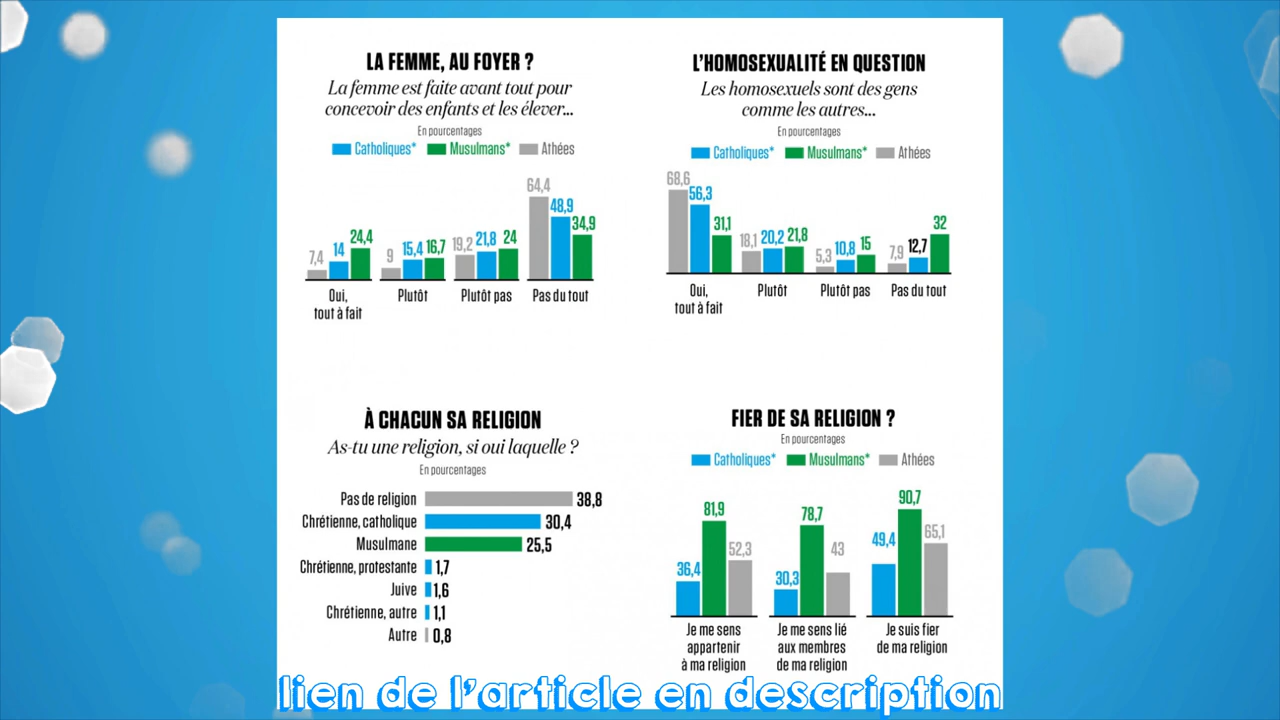 LA FEMME, AU FOYER ?
La femme est faite avant tout pour
concevoir des enfants et les élever...
En pourcentages
Catholiques* Musulmans* Athées
64,4
48,9
34,9
24,4
14
7,4
9
15,4
16,7
19,2
21,8
24
Oui,
tout à fait
Plutôt
Plutôt pas
Pas du tout
L'HOMOSEXUALITÉ EN QUESTION
Les homosexuels sont des gens
comme les autres...
En pourcentages
Catholiques* Musulmans* Athées
68,6
56,3
31,1
18,1
20,2
21,8
5,3
10,8
15
7,9
12,7
32
Oui,
tout à fait
Plutôt
Plutôt pas
Pas du tout
À CHACUN SA RELIGION
As-tu une religion, si oui laquelle ?
En pourcentages
Pas de religion 38,8
Chrétienne, catholique 30,4
Musulmane 25,5
Chrétienne, protestante 1,7
Juive 1,6
Chrétienne, autre 1,1
Autre 0,8
FIER DE SA RELIGION ?
En pourcentages
Catholiques* Musulmans* Athées
36,4
81,9
52,3
30,3
78,7
43
49,4
90,7
65,1
Je me sens
appartenir
à ma religion
Je me sens lié
aux membres
de ma religion
Je suis fier
de ma religion
lien de l'article en description